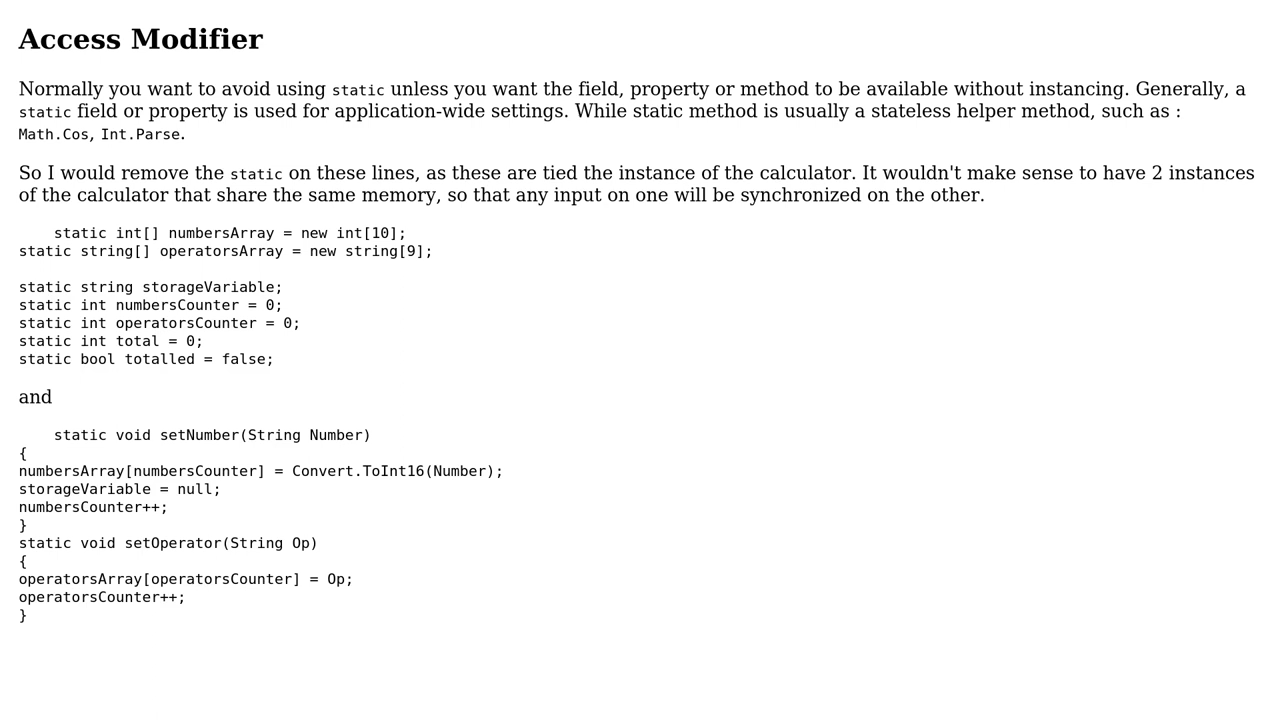 Access Modifier
Normally you want to avoid using static unless you want the field, property or method to be available without instancing. Generally, a
static field or property is used for application-wide settings. While static method is usually a stateless helper method, such as :
Math.Cos, Int.Parse.
So I would remove the static on these lines, as these are tied the instance of the calculator. It wouldn't make sense to have 2 instances
of the calculator that share the same memory, so that any input on one will be synchronized on the other.
static int[] numbersArray = new int[10];
static string[] operatorsArray = new string[9];
static string storageVariable;
static int numbersCounter = 0;
static int operatorsCounter = 0;
static int total = 0;
static bool totalled = false;
and
static void setNumber(String Number)
{
numbersArray[numbersCounter] = Convert.ToInt16(Number);
storageVariable = null;
numbersCounter++;
}
static void setOperator(String Op)
{
operatorsArray[operatorsCounter] = Op;
operatorsCounter++;
}